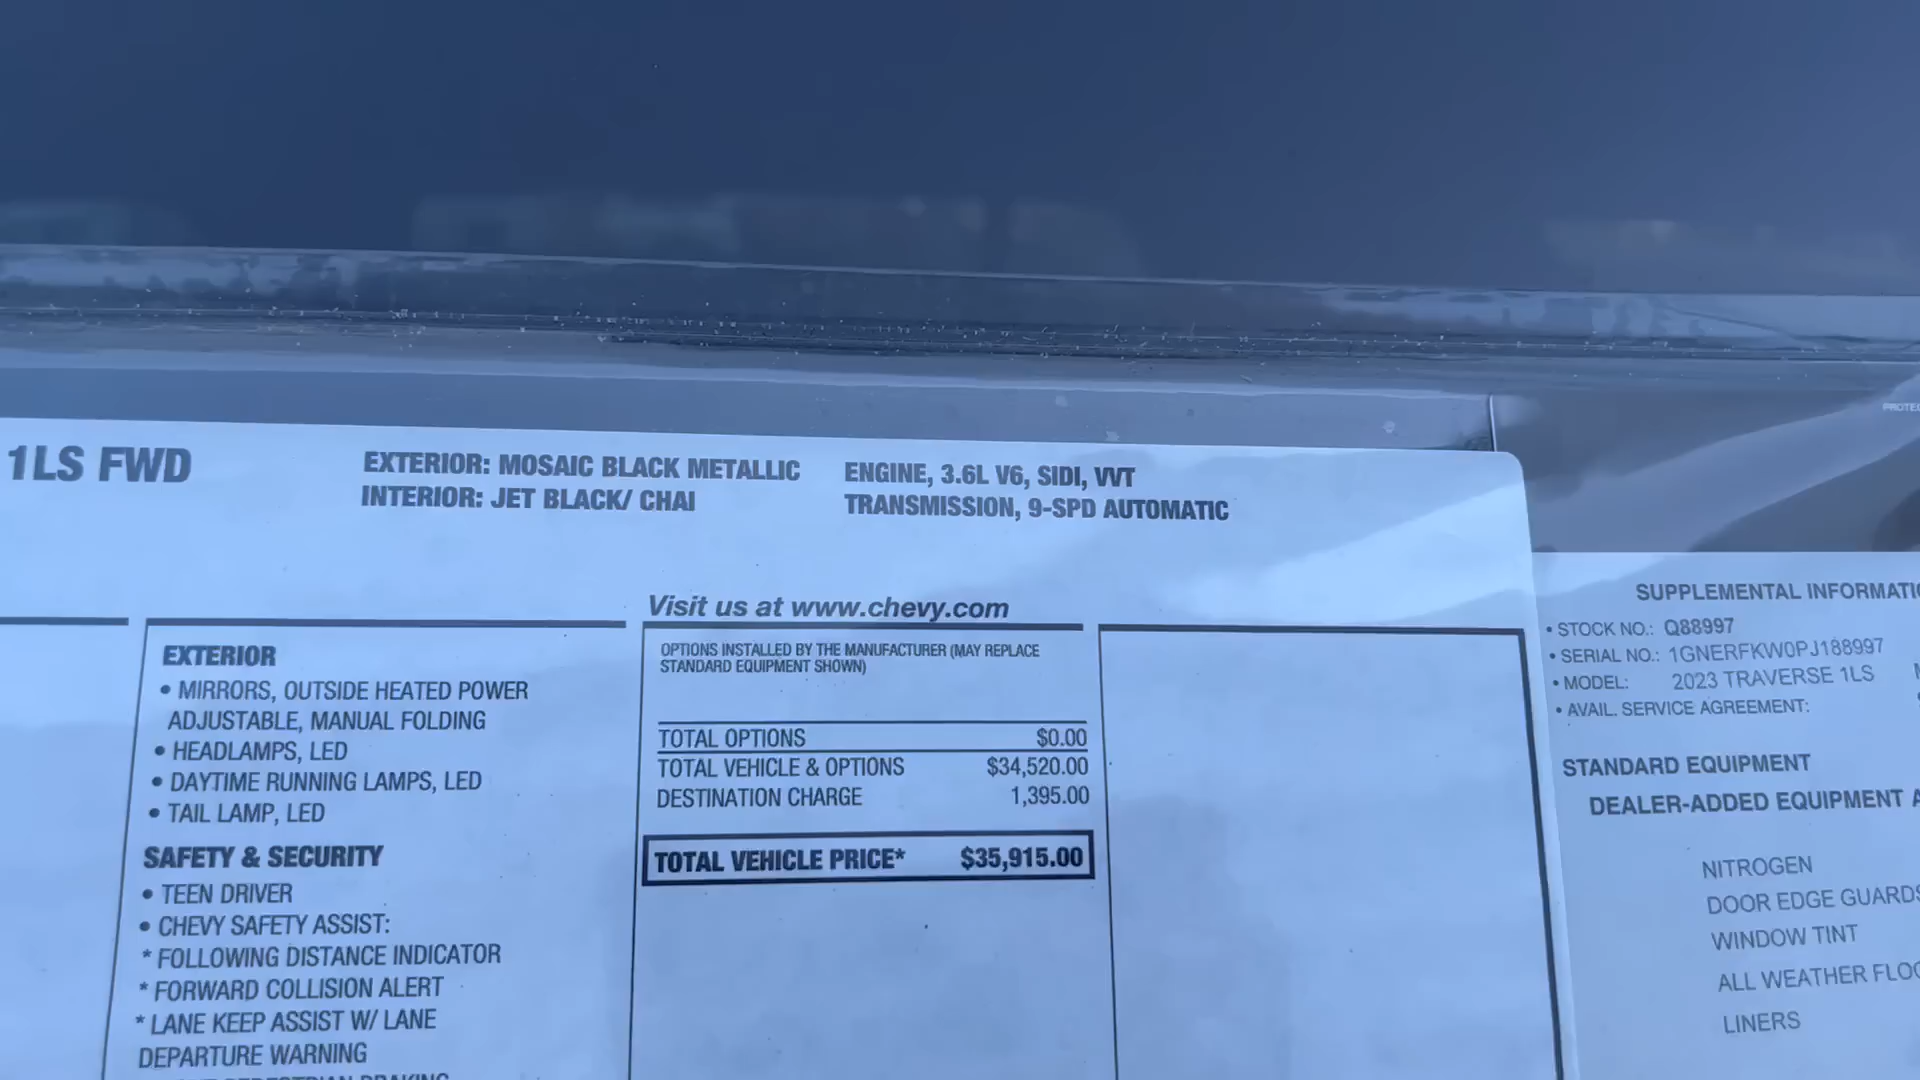 1LS FWD
EXTERIOR: MOSAIC BLACK METALLIC
INTERIOR: JET BLACK/ CHAI
ENGINE, 3.6L V6, SIDI, VVT
TRANSMISSION, 9-SPD AUTOMATIC
Visit us at www.chevy.com
EXTERIOR
• MIRRORS, OUTSIDE HEATED POWER
ADJUSTABLE, MANUAL FOLDING
• HEADLAMPS, LED
• DAYTIME RUNNING LAMPS, LED
• TAIL LAMP, LED
SAFETY & SECURITY
• TEEN DRIVER
• CHEVY SAFETY ASSIST:
* FOLLOWING DISTANCE INDICATOR
* FORWARD COLLISION ALERT
* LANE KEEP ASSIST W/ LANE
DEPARTURE WARNING
OPTIONS INSTALLED BY THE MANUFACTURER (MAY REPLACE
STANDARD EQUIPMENT SHOWN)
TOTAL OPTIONS $0.00
TOTAL VEHICLE & OPTIONS $34,520.00
DESTINATION CHARGE 1,395.00
TOTAL VEHICLE PRICE* $35,915.00
SUPPLEMENTAL INFORMATI
• STOCK NO.: Q88997
• SERIAL NO.: 1GNERFKW0PJ188997
• MODEL: 2023 TRAVERSE 1LS
• AVAIL. SERVICE AGREEMENT:
STANDARD EQUIPMENT
DEALER-ADDED EQUIPMENT
NITROGEN
DOOR EDGE GUARDS
WINDOW TINT
ALL WEATHER FLOO
LINERS